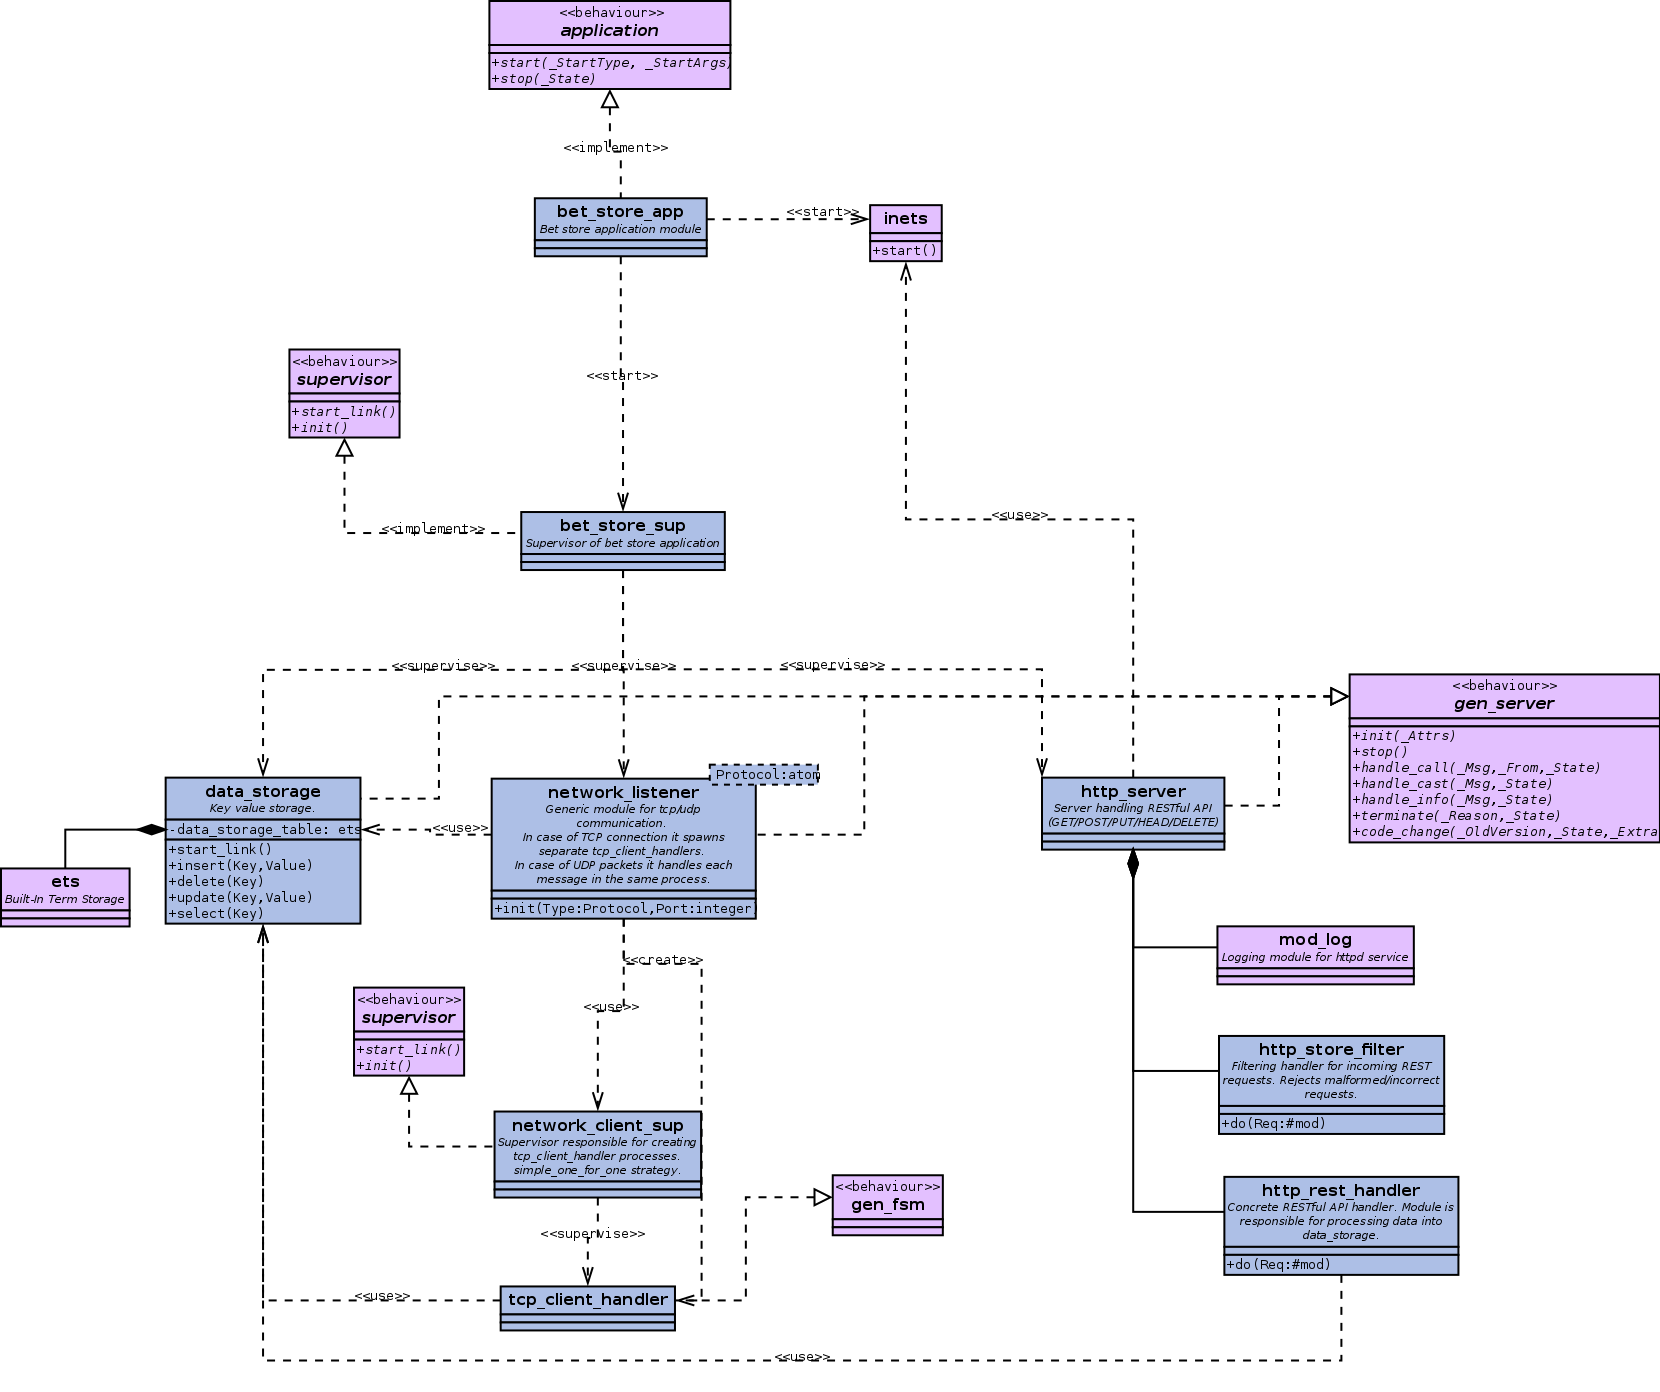 <<behaviour>>
application
+start(_StartType, _StartArgs)
+stop(_State)
<<implement>>
bet_store_app
Bet store application module
<<start>>
inets
+start()
<<behaviour>>
supervisor
+start_link()
+init()
<<start>>
<<implement>>
bet_store_sup
Supervisor of bet store application
<<use>>
<<supervise>>
<<supervise>>
<<supervise>>
<<behaviour>>
gen_server
+init(_Attrs)
+stop()
+handle_call(_Msg,_From,_State)
+handle_cast(_Msg,_State)
+handle_info(_Msg,_State)
+terminate(_Reason,_State)
+code_change(_OldVersion,_State,_Extra
data_storage
Key value storage.
-data_storage_table: ets
+start_link()
+insert(Key,Value)
+delete(Key)
+update(Key,Value)
+select(Key)
<<use>>
Protocol:atom
network_listener
Generic module for tcp/udp
communication.
In case of TCP connection it spawns
separate tcp_client_handlers.
In case of UDP packets it handles each
message in the same process.
+init(Type:Protocol,Port:integer)
http_server
Server handling RESTful API
(GET/POST/PUT/HEAD/DELETE)
ets
Built-In Term Storage
<<create>>
<<use>>
mod_log
Logging module for httpd service
<<behaviour>>
supervisor
+start_link()
+init()
http_store_filter
Filtering handler for incoming REST
requests. Rejects malformed/incorrect
requests.
+do(Req:#mod)
network_client_sup
Supervisor responsible for creating
tcp_client_handler processes.
simple_one_for_one strategy.
<<behaviour>>
gen_fsm
http_rest_handler
Concrete RESTful API handler. Module is
responsible for processing data into
data_storage.
+do(Req:#mod)
<<supervise>>
<<use>>
tcp_client_handler
<<use>>